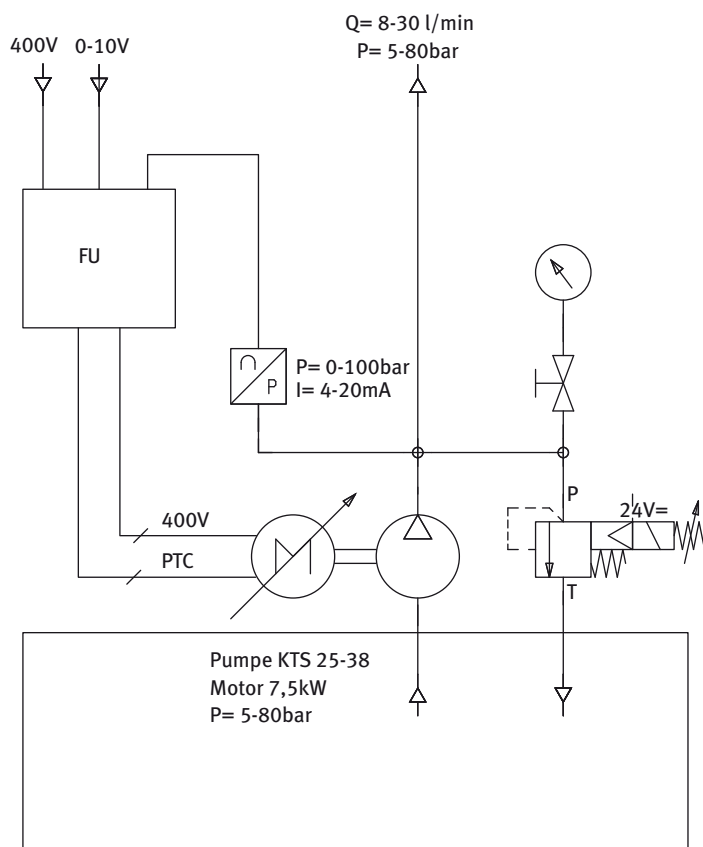 Q= 8-30 l/min
P= 5-80bar
400V
0-10V
FU
P
P= 0-100bar
I= 4-20mA
P
24V=
400V
PTC
M
T
Pumpe KTS 25-38
Motor 7,5kW
P= 5-80bar